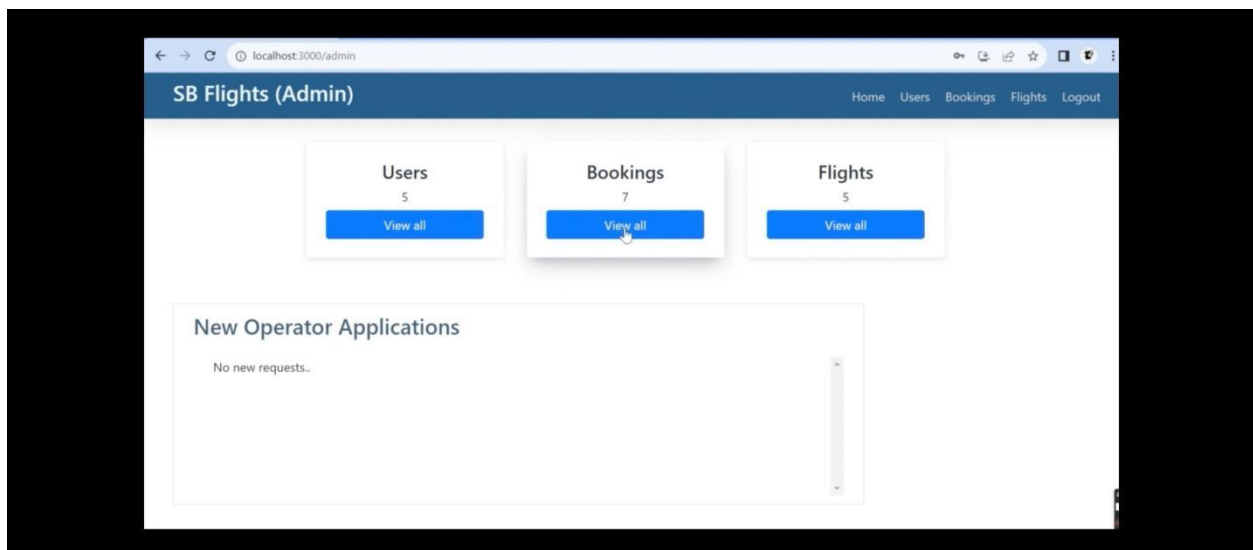 localhost:3000/admin
SB Flights (Admin)
Home Users Bookings Flights Logout
Users
5
View all
Bookings
7
View all
Flights
5
View all
New Operator Applications
No new requests..